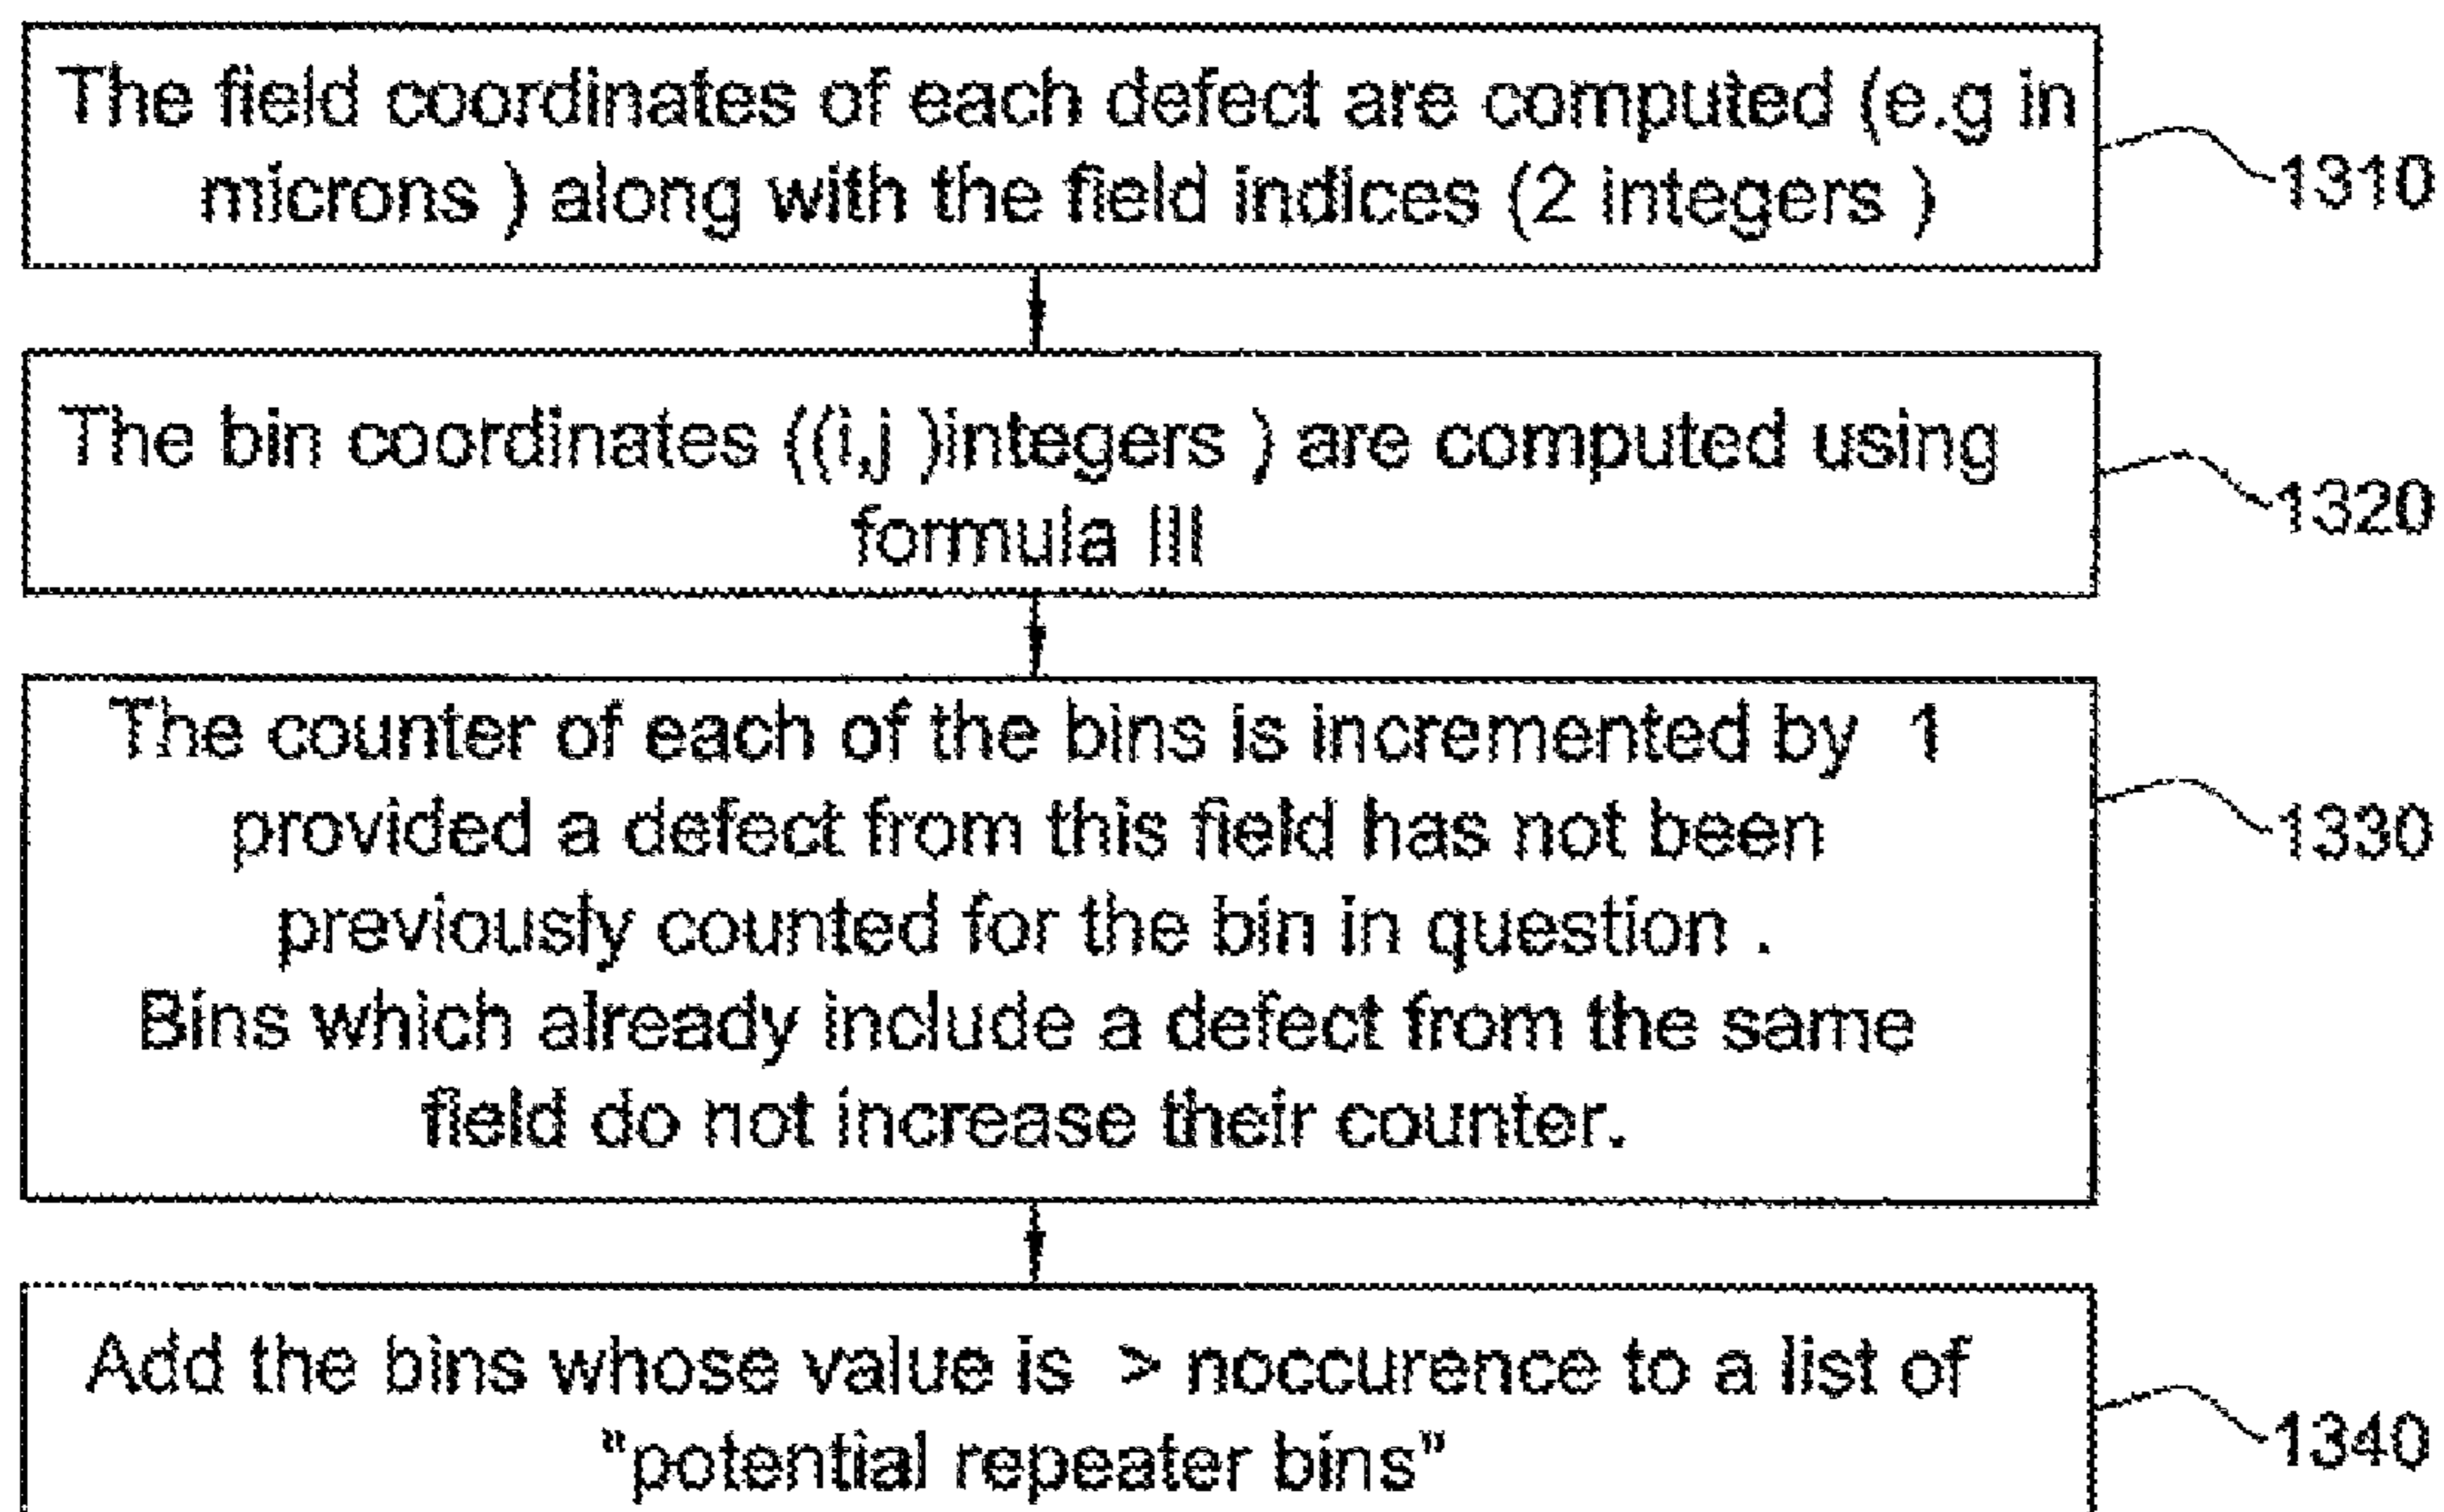 The field coordinates of each defect are computed (e.g in
microns ) along with the field indices (2 integers )
1310
The bin coordinates ((i,j )integers ) are computed using
formula III
1320
The counter of each of the bins is incremented by 1
provided a defect from this field has not been
previously counted for the bin in question .
Bins which already include a defect from the same
field do not increase their counter.
1330
Add the bins whose value is > noccurence to a list of
"potential repeater bins"
1340